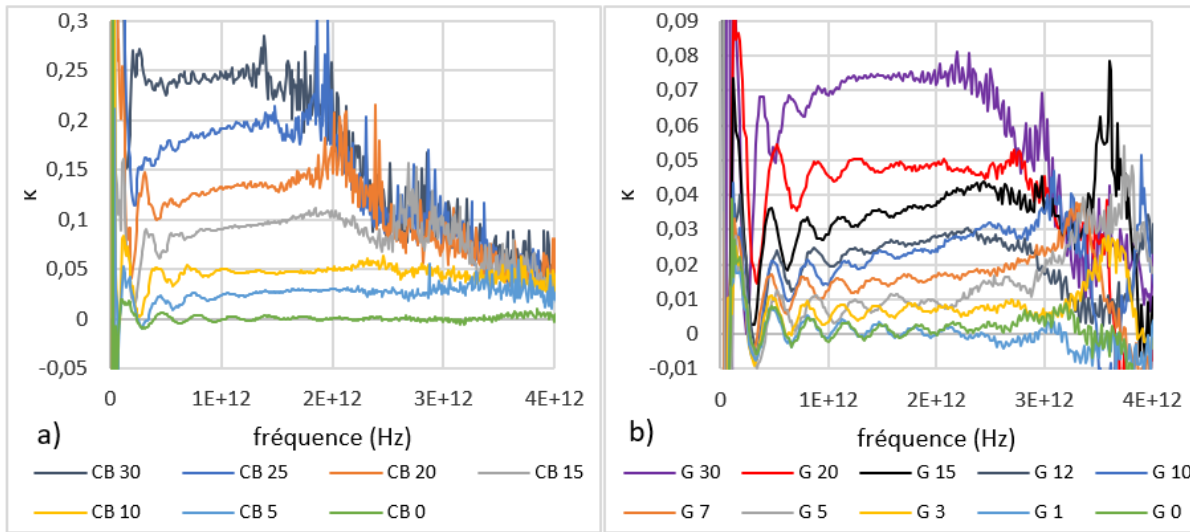 0,3
0,25
0,2
0,15
0,1
0,05
0
-0,05
κ
0 1E+12 2E+12 3E+12 4E+12
a)
fréquence (Hz)
CB 30 CB 25 CB 20 CB 15
CB 10 CB 5 CB 0
0,09
0,08
0,07
0,06
0,05
0,04
0,03
0,02
0,01
0
-0,01
κ
0 1E+12 2E+12 3E+12 4E+12
b)
fréquence (Hz)
G 30 G 20 G 15 G 12 G 10
G 7 G 5 G 3 G 1 G 0